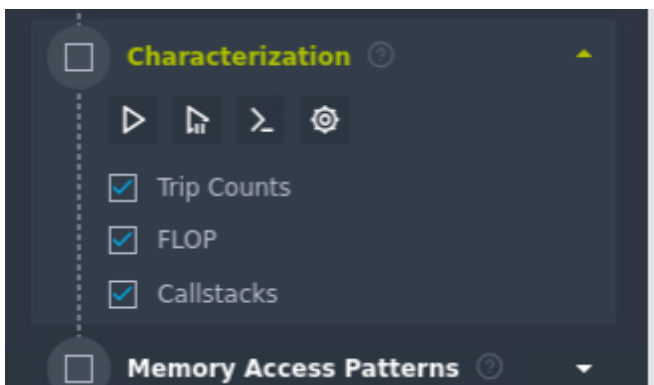 Characterization
Trip Counts
FLOP
Callstacks
Memory Access Patterns